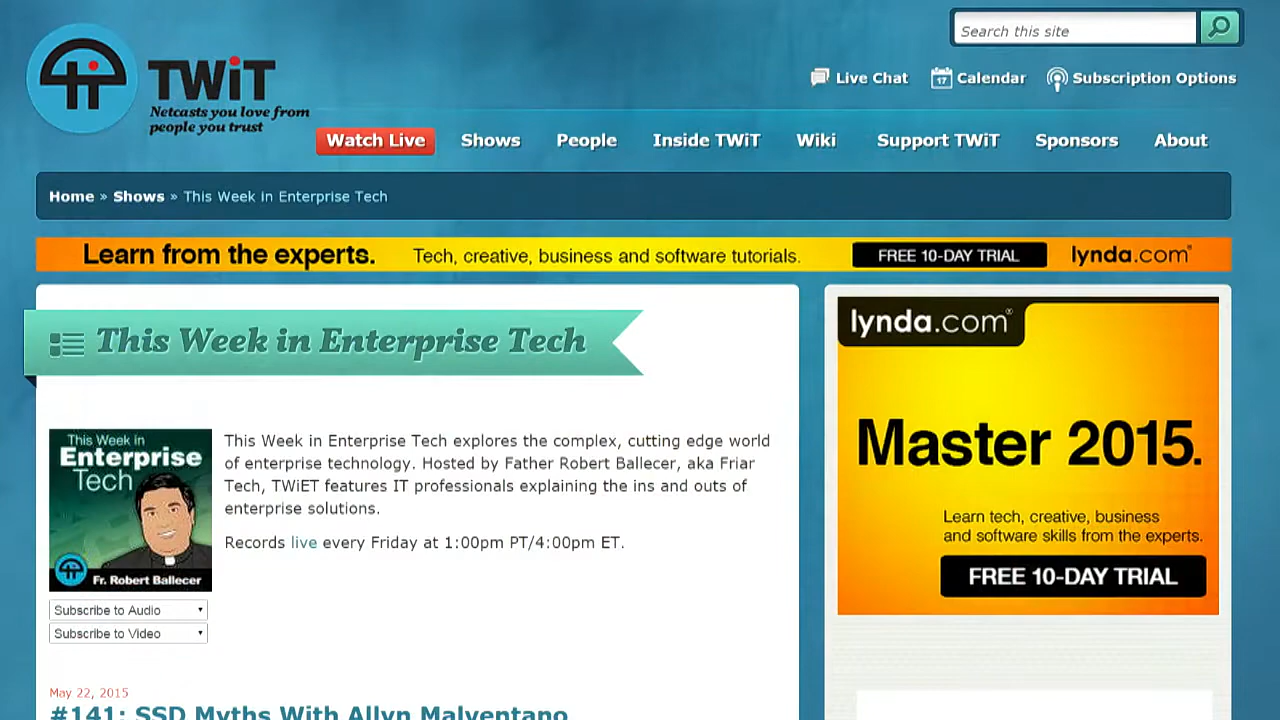 Search this site
Live Chat
17
Calendar
Subscription Options
TWiT
Netcasts you love from
people you trust
Watch Live
Shows
People
Inside TWiT
Wiki
Support TWiT
Sponsors
About
Home » Shows » This Week in Enterprise Tech
Learn from the experts. Tech, creative, business and software tutorials. FREE 10-DAY TRIAL lynda.com®
This Week in Enterprise Tech
This Week in
Enterprise
Tech
Fr. Robert Ballecer
This Week in Enterprise Tech explores the complex, cutting edge world
of enterprise technology. Hosted by Father Robert Ballecer, aka Friar
Tech, TWiET features IT professionals explaining the ins and outs of
enterprise solutions.
Records live every Friday at 1:00pm PT/4:00pm ET.
Subscribe to Audio
Subscribe to Video
May 22, 2015
#141: SSD Myths With Allyn Malventano
lynda.com®
Master 2015.
Learn tech, creative, business
and software skills from the experts.
FREE 10-DAY TRIAL